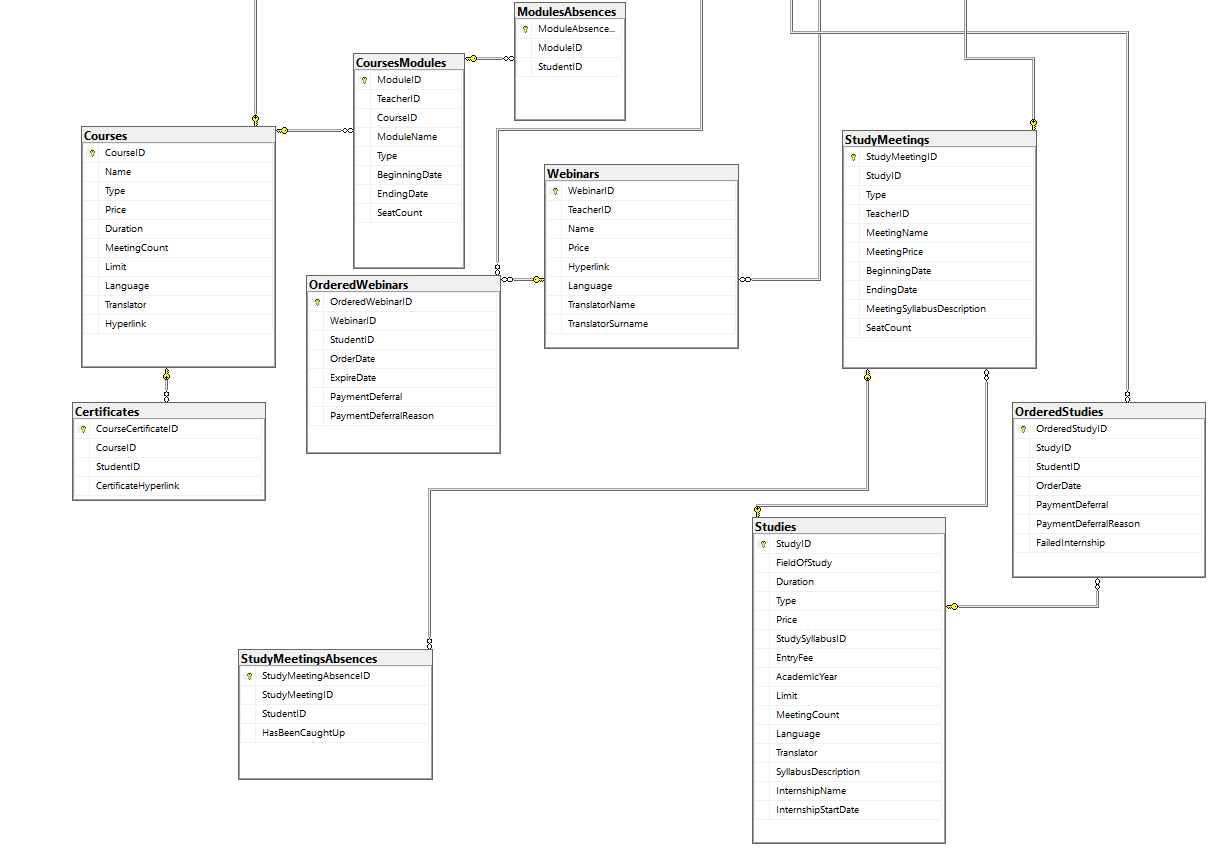 ModulesAbsences
ModuleAbsence...
ModuleID
StudentID
CoursesModules
ModuleID
TeacherID
CourseID
ModuleName
Type
BeginningDate
EndingDate
SeatCount
Courses
CourseID
Name
Type
Price
Duration
MeetingCount
Limit
Language
Translator
Hyperlink
StudyMeetings
StudyMeetingID
StudyID
Type
TeacherID
MeetingName
MeetingPrice
BeginningDate
EndingDate
MeetingSyllabusDescription
SeatCount
Webinars
WebinarID
TeacherID
Name
Price
Hyperlink
Language
TranslatorName
TranslatorSurname
OrderedWebinars
OrderedWebinarID
WebinarID
StudentID
OrderDate
ExpireDate
PaymentDeferral
PaymentDeferralReason
Certificates
CourseCertificateID
CourseID
StudentID
CertificateHyperlink
OrderedStudies
OrderedStudyID
StudyID
StudentID
OrderDate
PaymentDeferral
PaymentDeferralReason
FailedInternship
Studies
StudyID
FieldOfStudy
Duration
Type
Price
StudySyllabusID
EntryFee
AcademicYear
Limit
MeetingCount
Language
Translator
SyllabusDescription
InternshipName
InternshipStartDate
StudyMeetingsAbsences
StudyMeetingAbsenceID
StudyMeetingID
StudentID
HasBeenCaughtUp